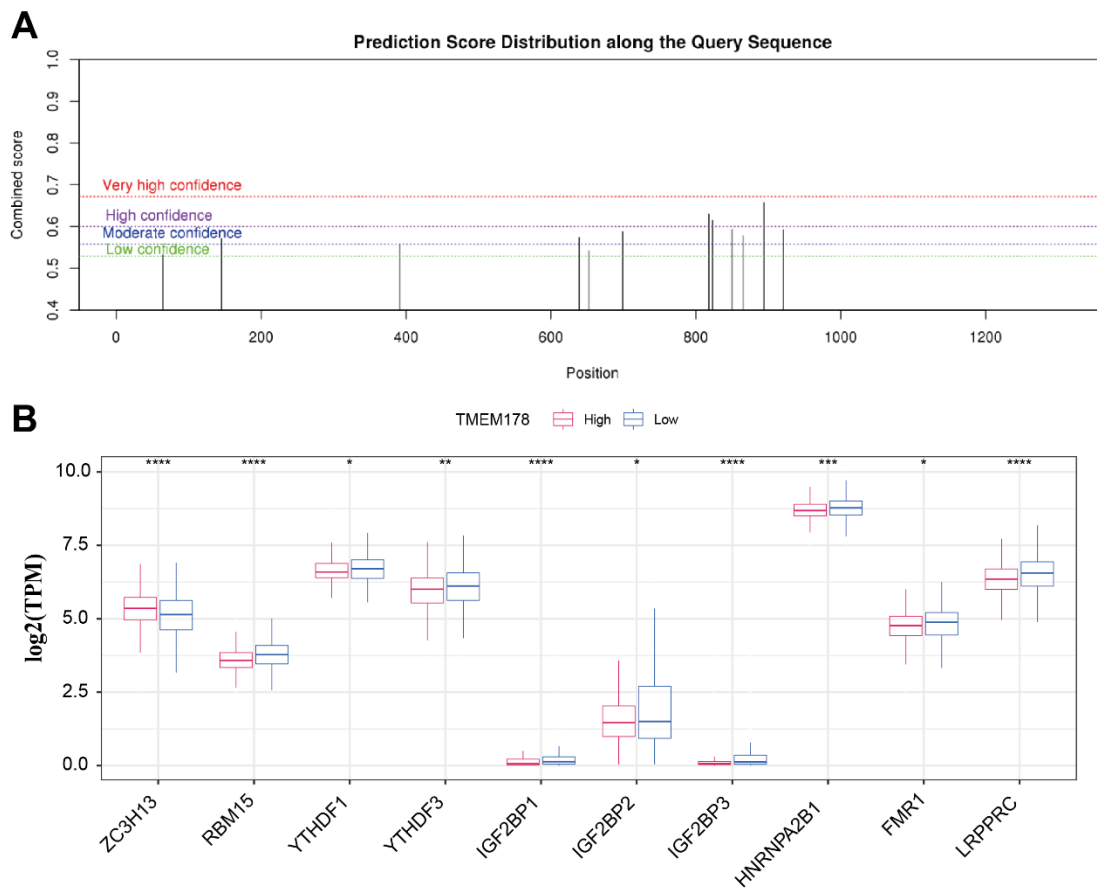 A
Prediction Score Distribution along the Query Sequence
Combined score
1.0
0.9
0.8
0.7
0.6
0.5
0.4
Very high confidence
High confidence
Moderate confidence
Low confidence
0 200 400 600 800 1000 1200
Position
B
TMEM178 High Low
log2(TPM)
**** **** * ** **** * **** *** * ****
10.0
7.5
5.0
2.5
0.0
ZC3H13 RBM15 YTHDF1 YTHDF3 IGF2BP1 IGF2BP2 IGF2BP3 HNRNPA2B1 FMR1 LRPPRC